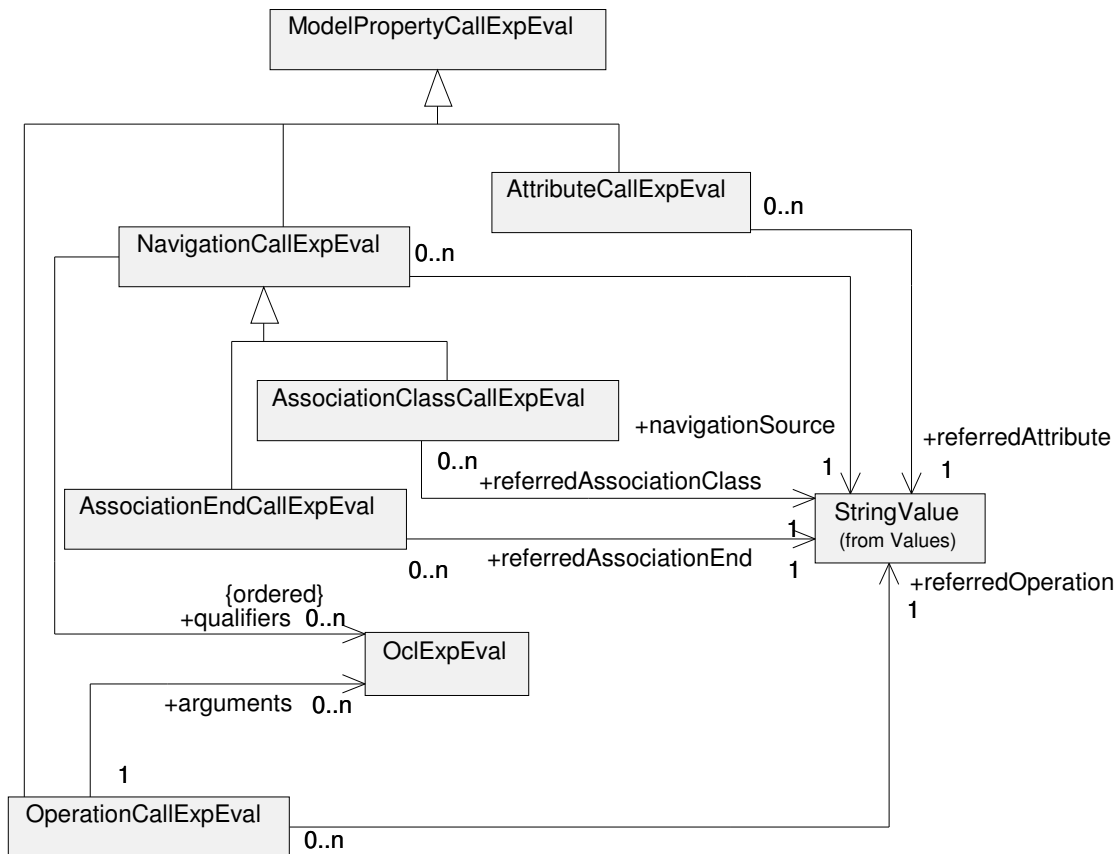 ModelPropertyCallExpEval
AttributeCallExpEval
0..n
NavigationCallExpEval
0..n
AssociationClassCallExpEval
+navigationSource
+referredAttribute
0..n
1
1
+referredAssociationClass
AssociationEndCallExpEval
StringValue
(from Values)
1
0..n
+referredAssociationEnd
1
+referredOperation
1
{ordered}
+qualifiers 0..n
OclExpEval
+arguments 0..n
1
OperationCallExpEval
0..n